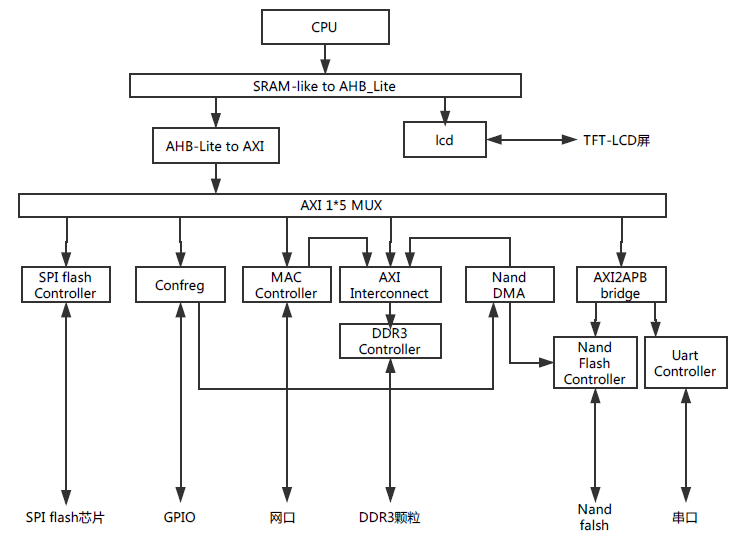 CPU
SRAM-like to AHB_Lite
AHB-Lite to AXI
lcd
TFT-LCD屏
AXI 1*5 MUX
SPI flash
Controller
Confreg
MAC
Controller
AXI
Interconnect
Nand
DMA
AXI2APB
bridge
DDR3
Controller
Nand
Flash
Controller
Uart
Controller
SPI flash芯片
GPIO
网口
DDR3颗粒
Nand
falsh
串口